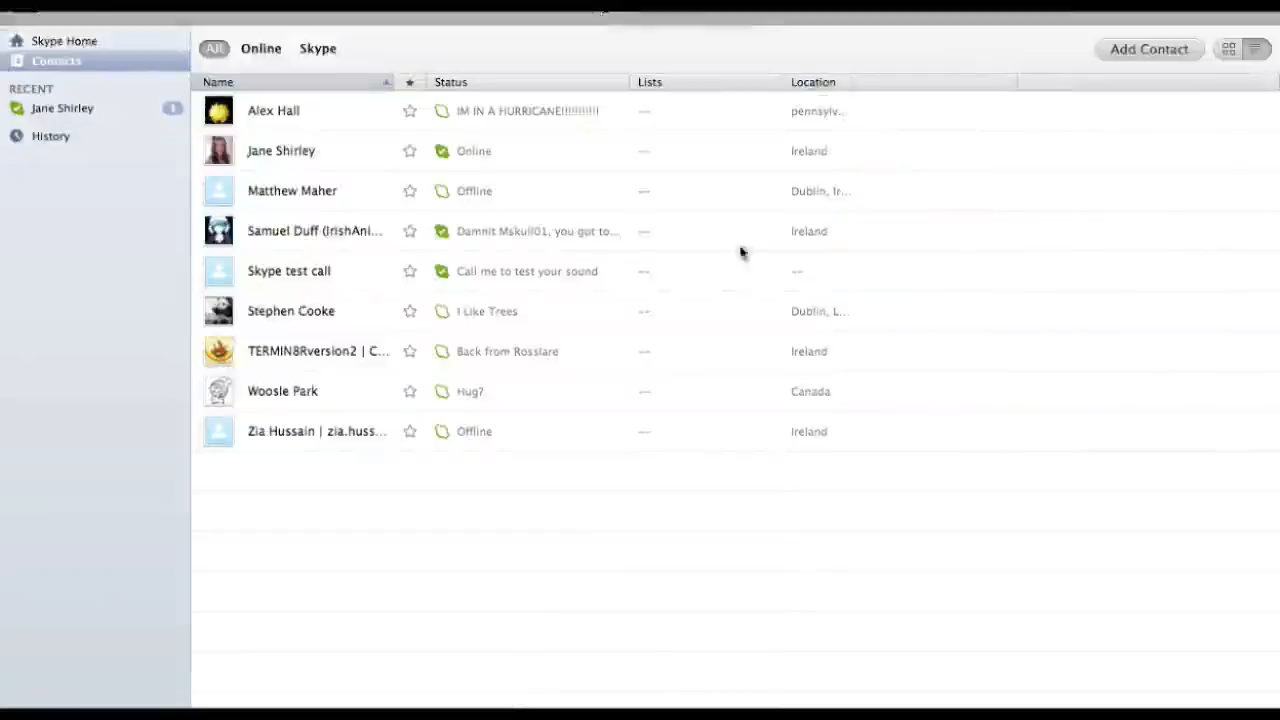 Skype Home
Contacts
RECENT
Jane Shirley 1
History
All Online Skype Add Contact
Name ★ Status Lists Location
Alex Hall IM IN A HURRICANE!!!!!!!!!! -- pennsylv...
Jane Shirley Online -- Ireland
Matthew Maher Offline -- Dublin, Ir...
Samuel Duff (IrishAni... Damnit Mskull01, you got to... -- Ireland
Skype test call Call me to test your sound -- --
Stephen Cooke I Like Trees -- Dublin, L...
TERMIN8Rversion2 | C... Back from Rosslare -- Ireland
Woosle Park Hug? -- Canada
Zia Hussain | zia.huss... Offline -- Ireland